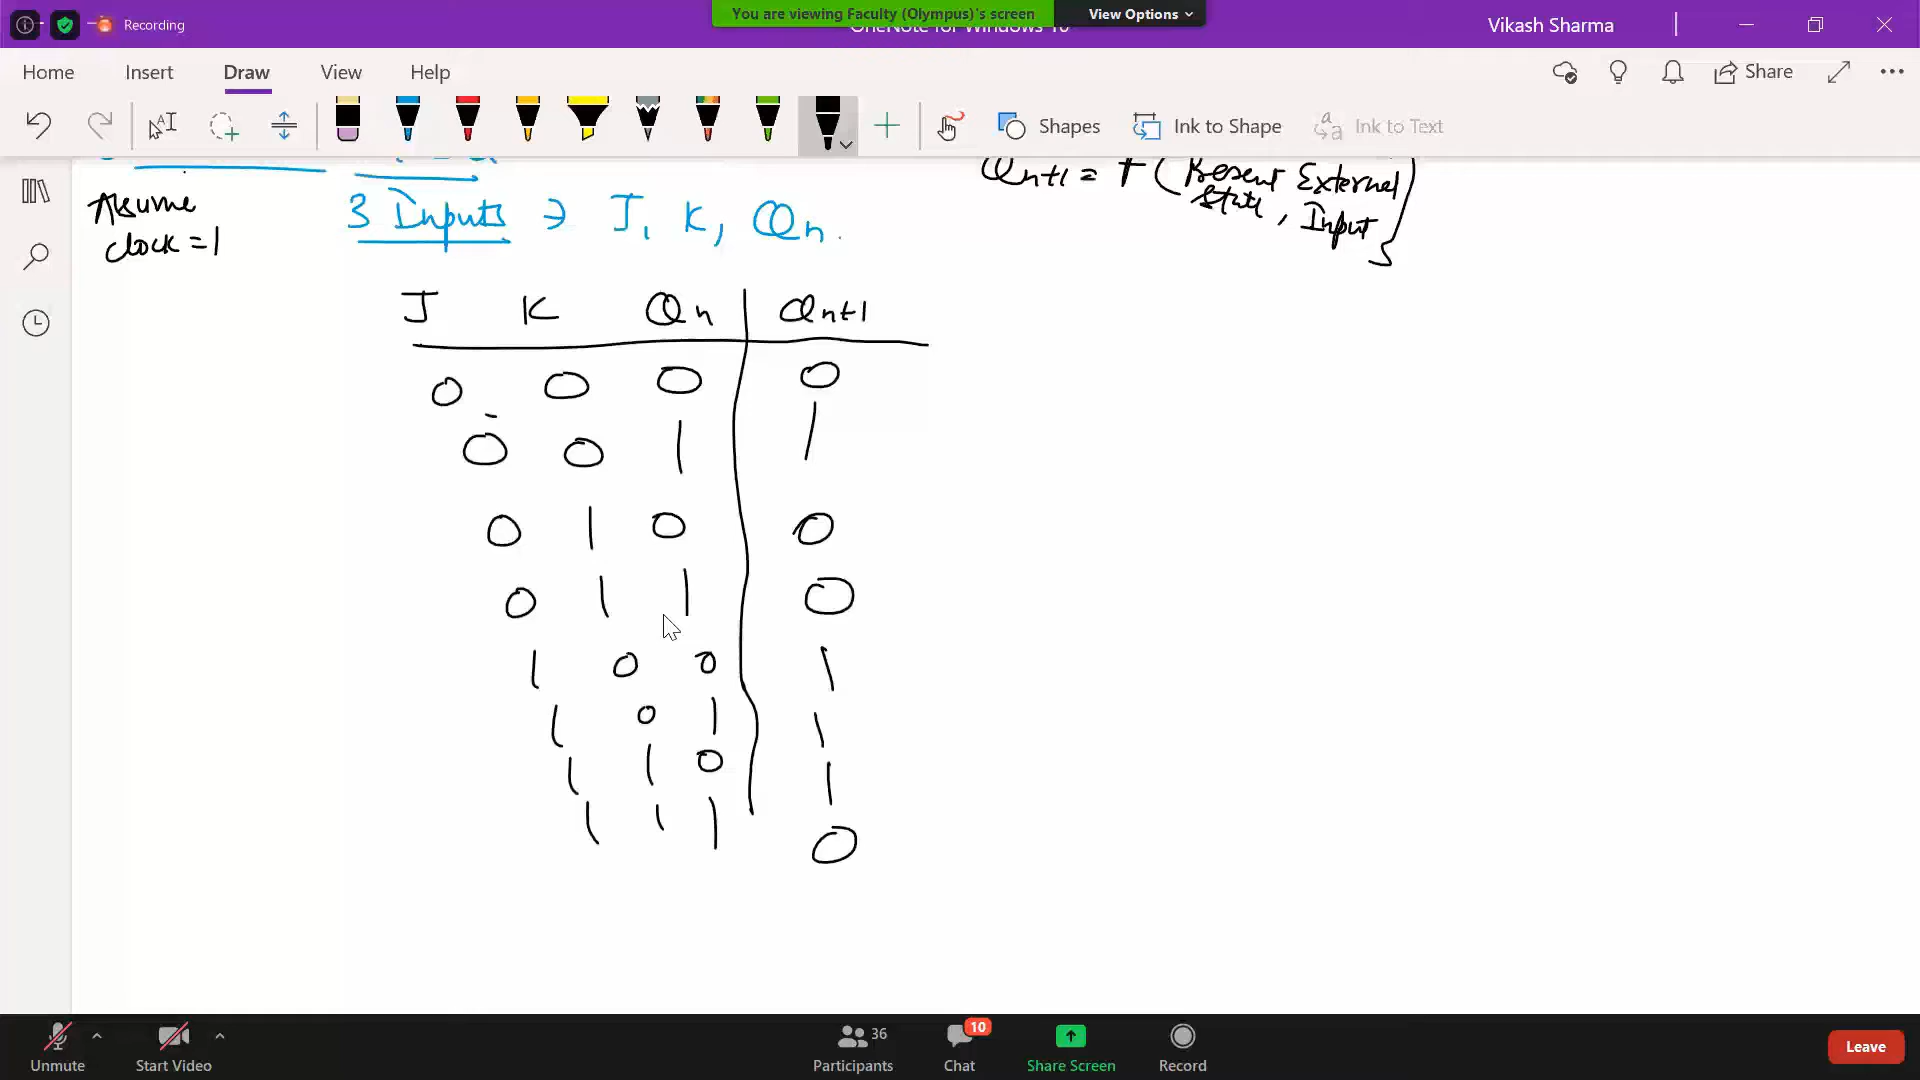 You are viewing Faculty (Olympus)'s screen View Options
Recording
Vikash Sharma
Home Insert Draw View Help
Share
Shapes Ink to Shape Ink to Text
Assume
clock = 1
3 Inputs ⇒ J, K, Qn.
Qn+1 = f (Present External
State, Input
J K Qn Qn+1
0 0 0 0
0 0 1 1
0 1 0 0
0 1 1 0
1 0 0 1
1 0 1 1
1 1 0 1
1 1 1 0
Unmute Start Video Participants 36 Chat 10 Share Screen Record Leave